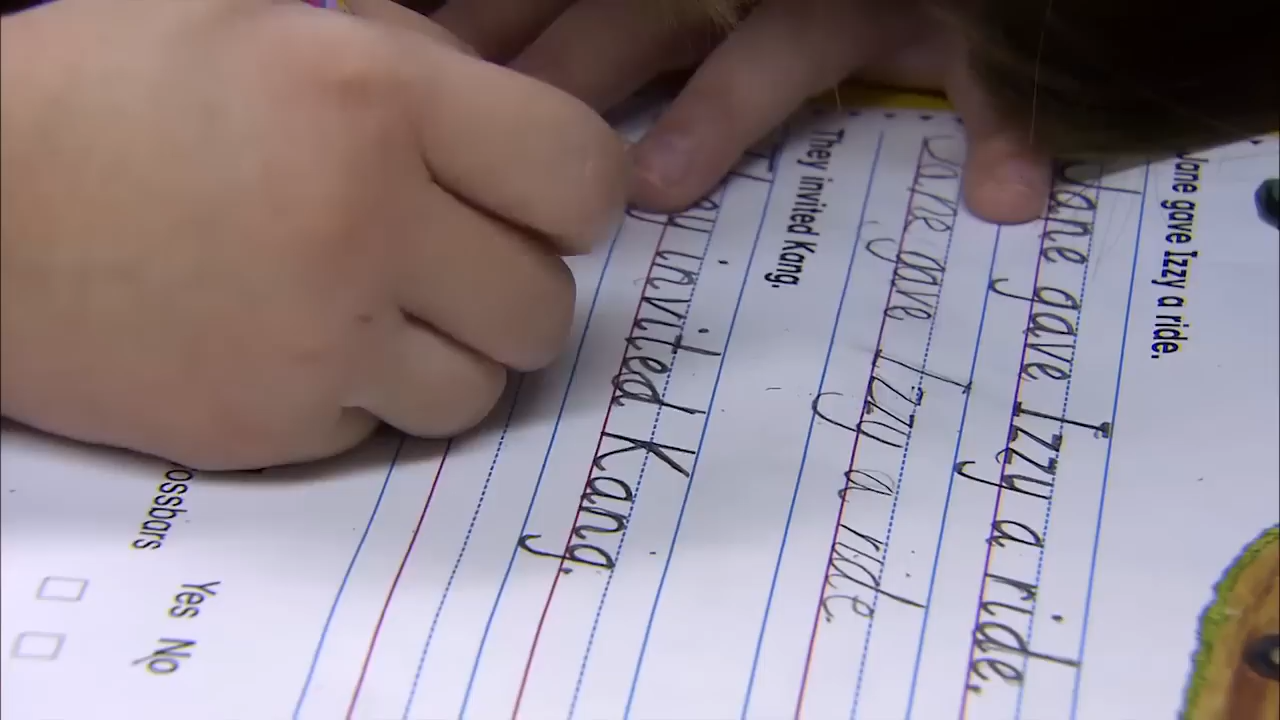 Jane gave Izzy a ride.
Jane gave Izzy a ride.
Jane gave Izzy a ride.
They invited Kang.
They invited Kang.
Yes No